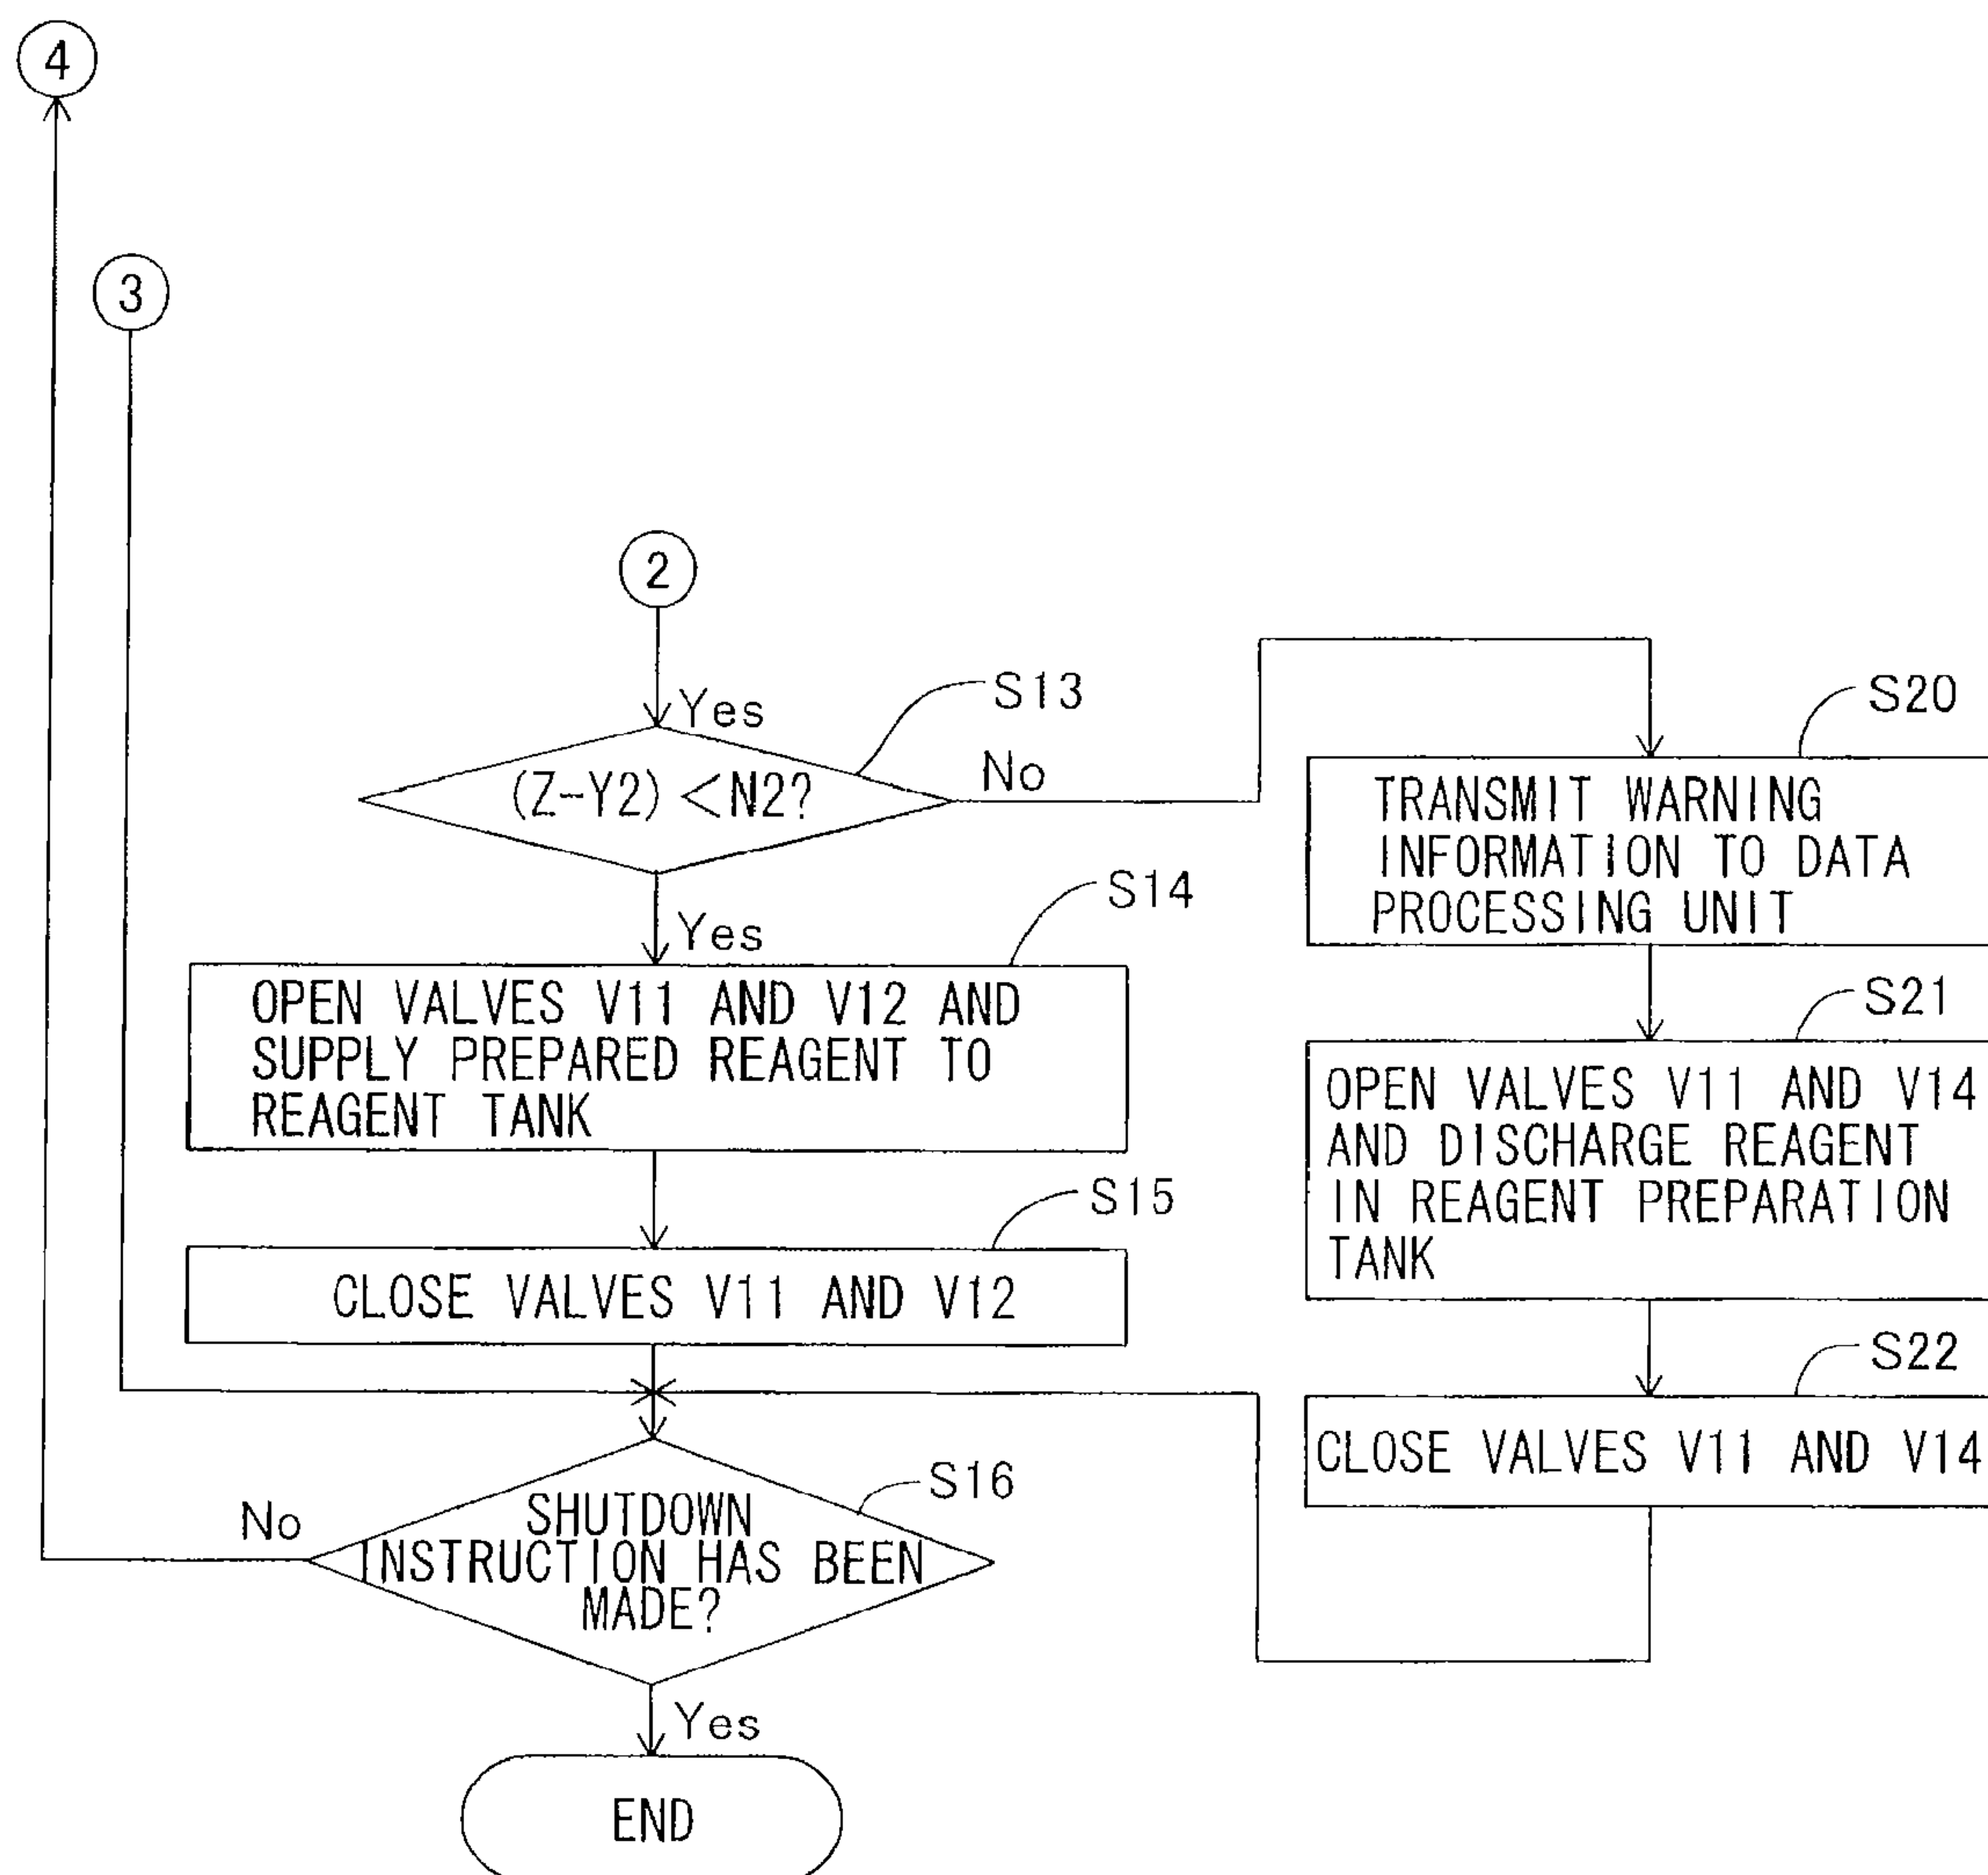 4
3
2
Yes
S13
(Z-Y2) <N2?
No
S20
TRANSMIT WARNING
INFORMATION TO DATA
PROCESSING UNIT
Yes
S14
OPEN VALVES V11 AND V12 AND
SUPPLY PREPARED REAGENT TO
REAGENT TANK
S21
OPEN VALVES V11 AND V14
AND DISCHARGE REAGENT
IN REAGENT PREPARATION
TANK
S15
CLOSE VALVES V11 AND V12
S22
CLOSE VALVES V11 AND V14
S16
No
SHUTDOWN
INSTRUCTION HAS BEEN
MADE?
Yes
END